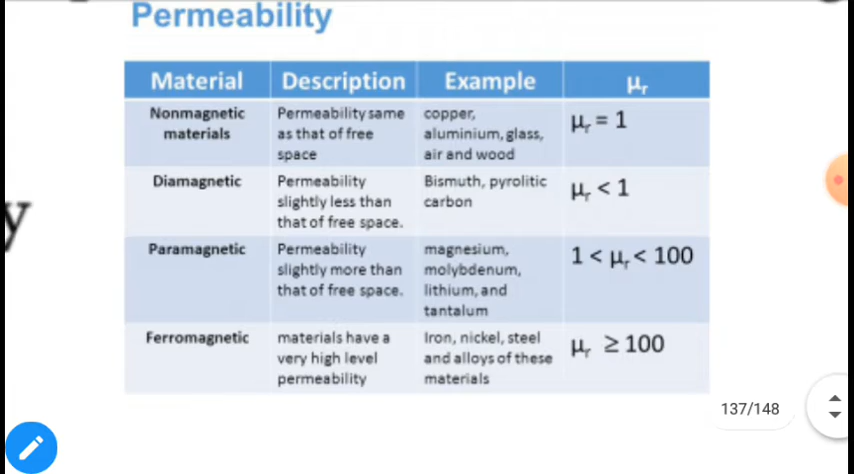 Permeability
Material Description Example μr
Nonmagnetic materials
Permeability same as that of free space
copper, aluminium, glass, air and wood
μr = 1
Diamagnetic
Permeability slightly less than that of free space.
Bismuth, pyrolitic carbon
μr < 1
Paramagnetic
Permeability slightly more than that of free space.
magnesium, molybdenum, lithium, and tantalum
1 < μr < 100
Ferromagnetic
materials have a very high level permeability
Iron, nickel, steel and alloys of these materials
μr ≥ 100
y
137/148